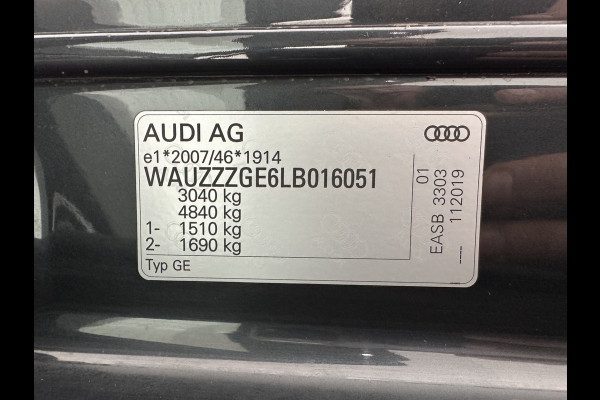 AUDI AG
e1*2007/46*1914
WAUZZZGE6LB016051
3040 kg
4840 kg
1- 1510 kg
2- 1690 kg
Typ GE
01
EASB 3303
112019